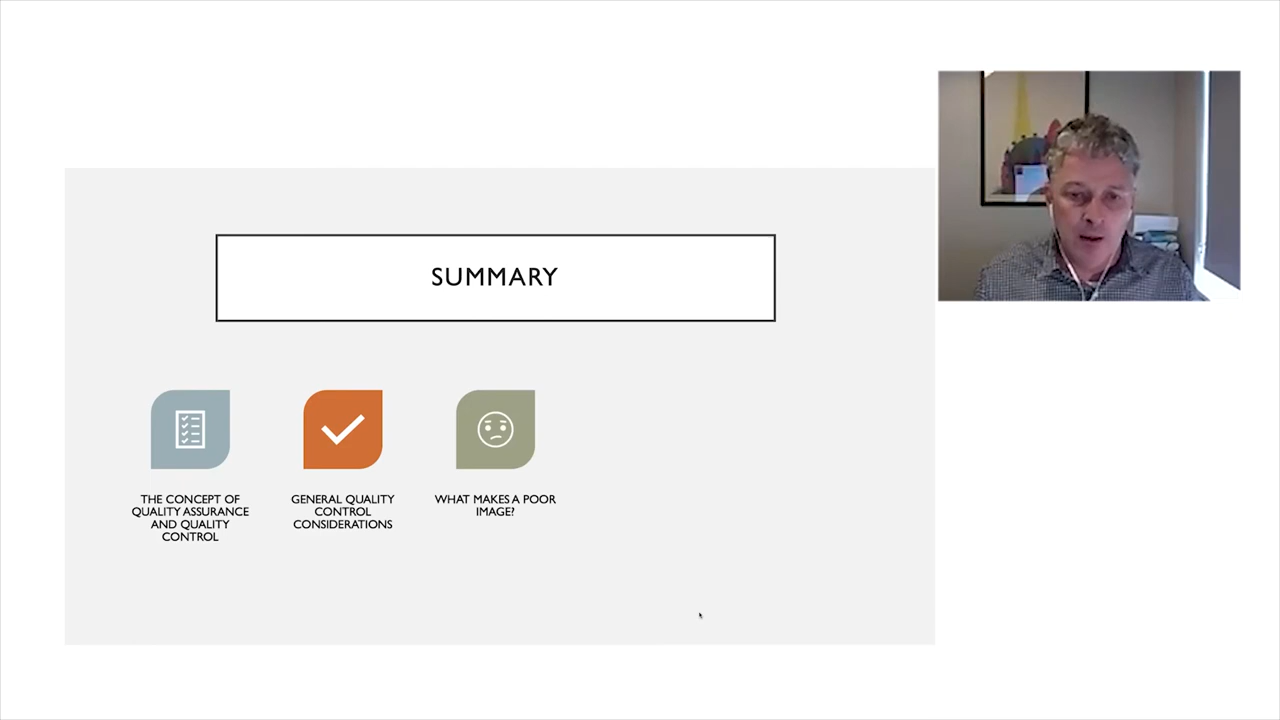 SUMMARY
THE CONCEPT OF
QUALITY ASSURANCE
AND QUALITY
CONTROL
GENERAL QUALITY
CONTROL
CONSIDERATIONS
WHAT MAKES A POOR
IMAGE?